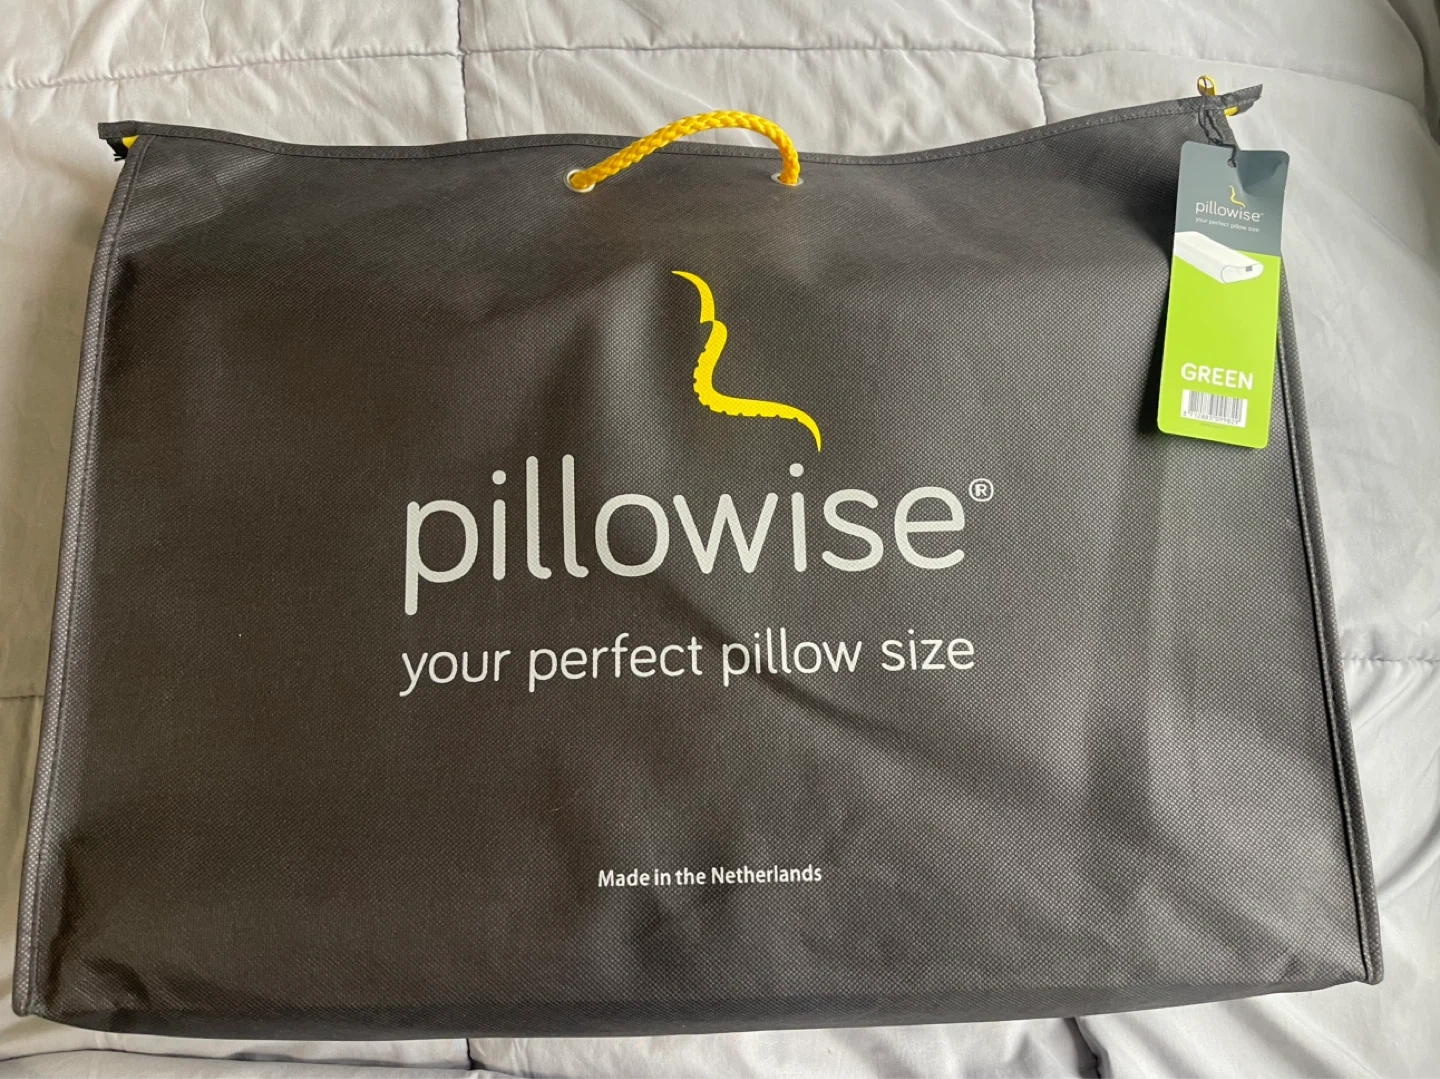 pillowise®
your perfect pillow size
Made in the Netherlands
pillowise
your perfect pillow size
GREEN